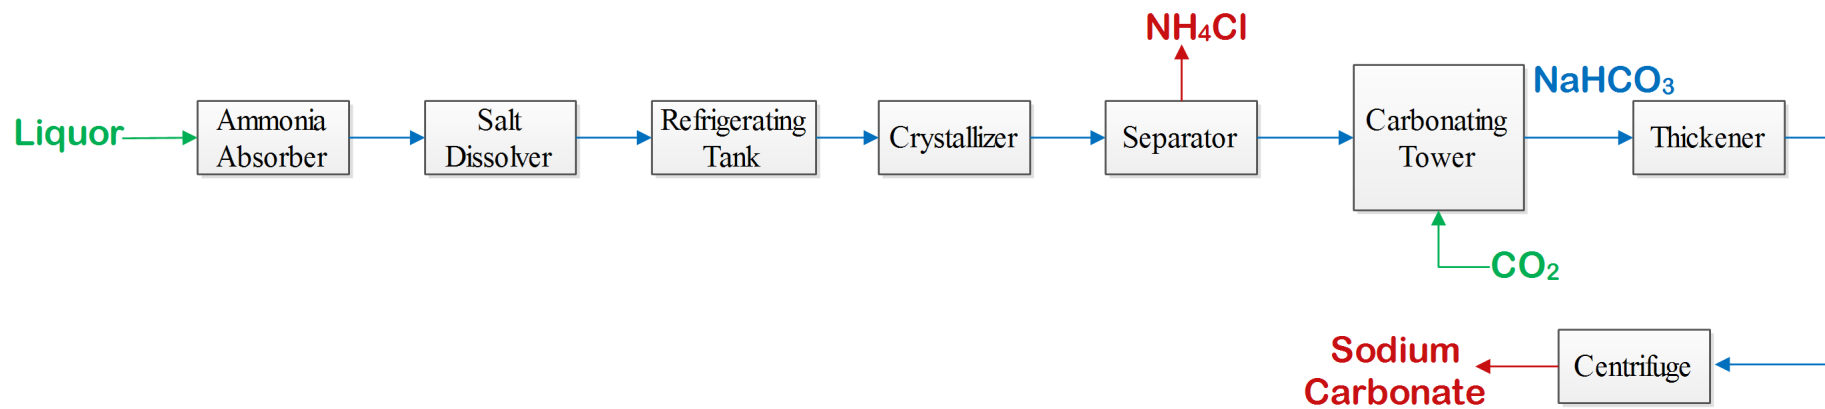 Liquor
Ammonia
Absorber
Salt
Dissolver
Refrigerating
Tank
Crystallizer
NH₄Cl
Separator
Carbonating
Tower
CO₂
NaHCO₃
Thickener
Centrifuge
Sodium
Carbonate